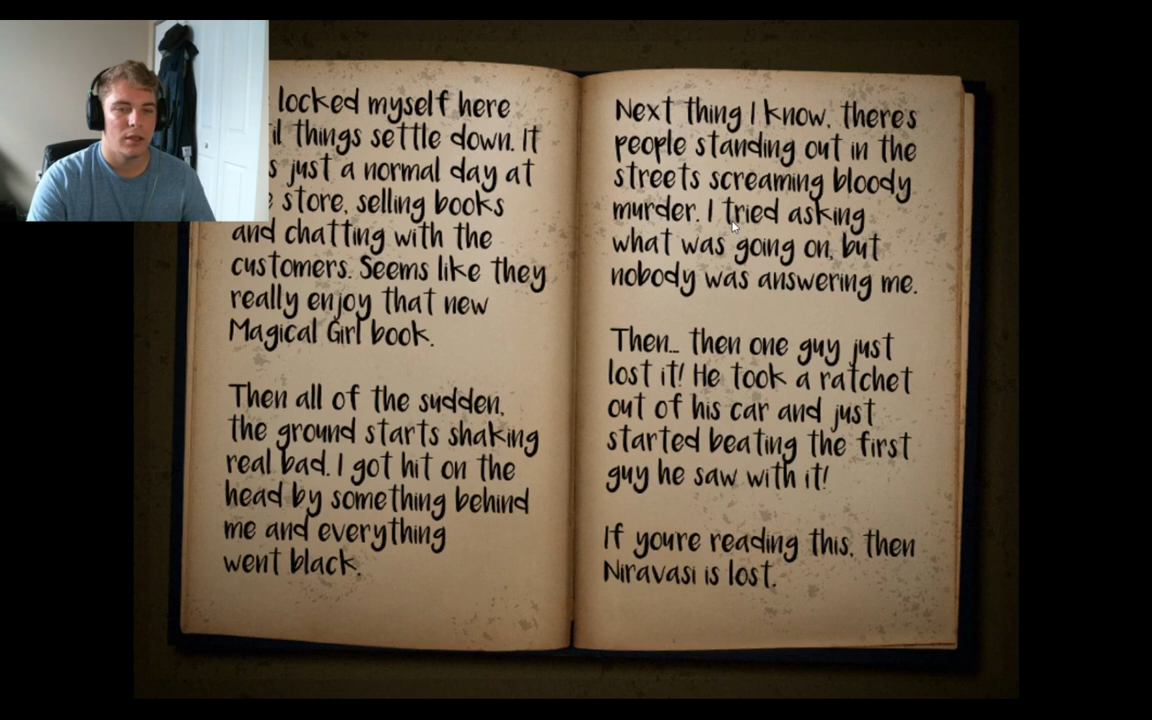 locked myself here
til things settle down. It
s just a normal day at
store, selling books
and chatting with the
customers. Seems like they
really enjoy that new
Magical Girl book.
Then all of the sudden,
the ground starts shaking
real bad. I got hit on the
head by something behind
me and everything
went black.
Next thing I know, there's
people standing out in the
streets screaming bloody
murder. I tried asking
what was going on, but
nobody was answering me.
Then... then one guy just
lost it! He took a ratchet
out of his car and just
started beating the first
guy he saw with it!
If you're reading this, then
Niravasi is lost.